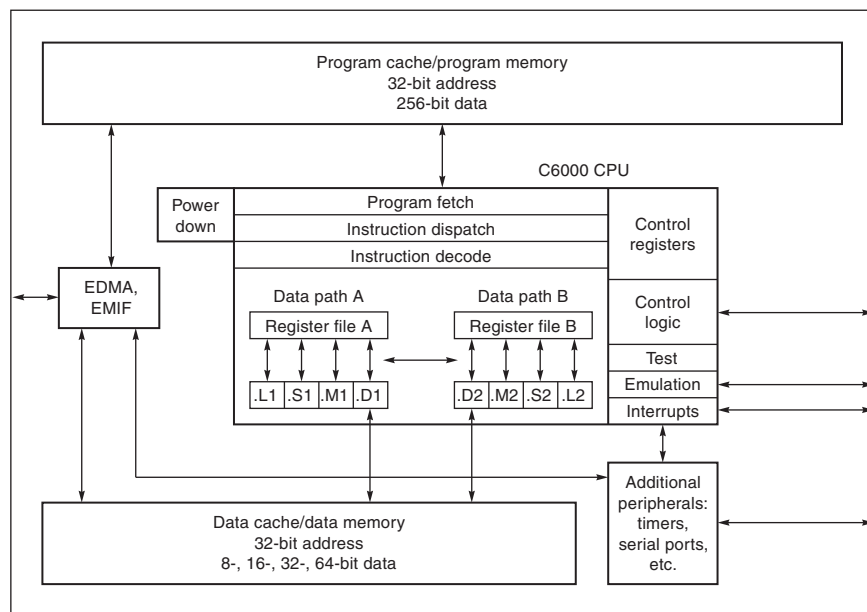 Program cache/program memory
32-bit address
256-bit data
C6000 CPU
Power
down
Program fetch
Instruction dispatch
Instruction decode
Control
registers
EDMA,
EMIF
Data path A
Data path B
Register file A
Register file B
Control
logic
Test
Emulation
Interrupts
.L1 .S1 .M1 .D1
.D2 .M2 .S2 .L2
Additional
peripherals:
timers,
serial ports,
etc.
Data cache/data memory
32-bit address
8-, 16-, 32-, 64-bit data